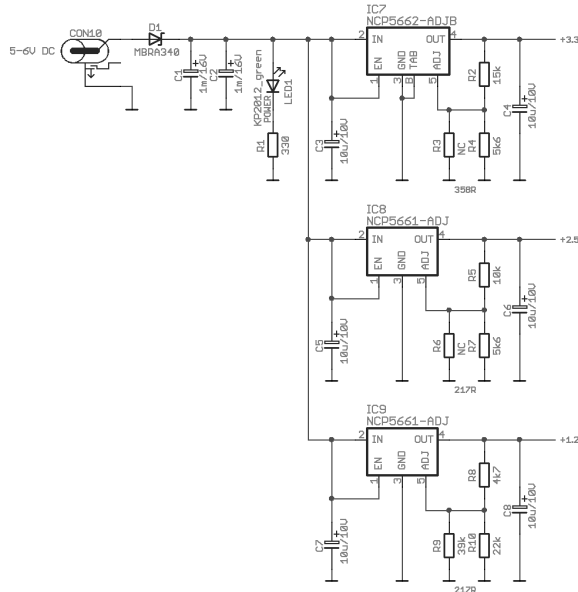 IC7
NCP5662-ADJB
5-6V DC
CON10
D1
MBRA340
2 IN OUT 4
+3.3
EN GND TAB ADJ
1 3 8 5
C1
1m/16V
C2
1m/16V
KP2012_green
POWER
LED1
R1
330
C3
10u/10V
R2
15k
R3
NC
R4
5k6
C4
10u/10V
358R
IC8
NCP5661-ADJ
2 IN OUT 4
+2.5
EN GND ADJ
1 3 5
C5
10u/10V
R5
10k
R6
NC
R7
5k6
C6
10u/10V
217R
IC9
NCP5661-ADJ
2 IN OUT 4
+1.2
EN GND ADJ
1 3 5
C7
10u/10V
R8
4k7
R9
39k
R10
22k
C8
10u/10V
217R